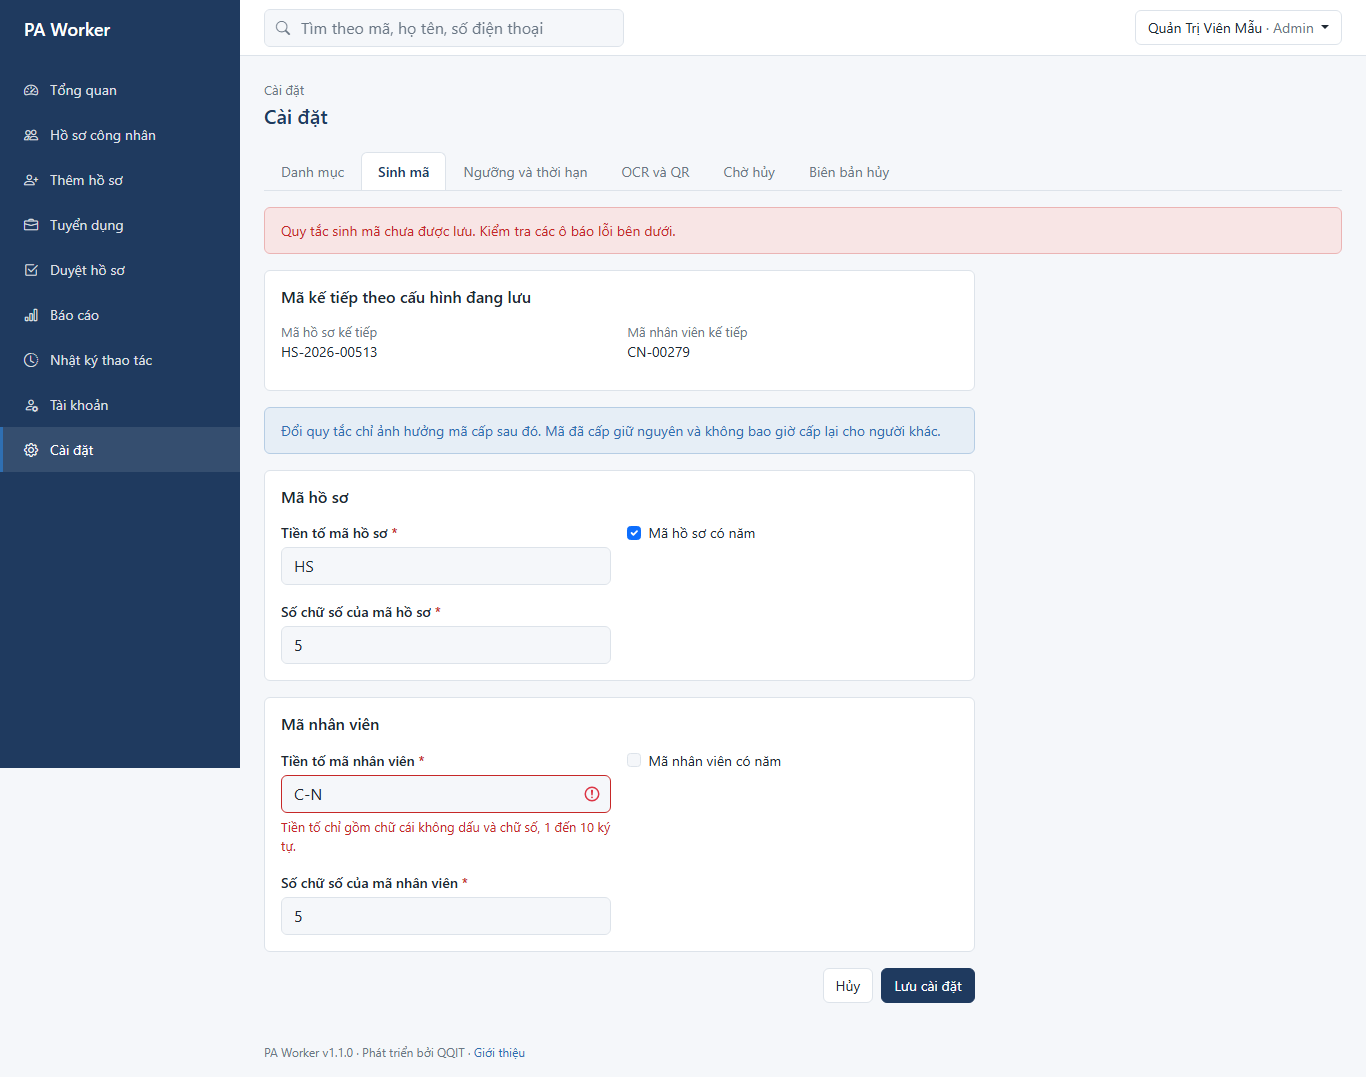 PA Worker
Tìm theo mã, họ tên, số điện thoại
Quản Trị Viên Mẫu · Admin
Tổng quan
Hồ sơ công nhân
Thêm hồ sơ
Tuyển dụng
Duyệt hồ sơ
Báo cáo
Nhật ký thao tác
Tài khoản
Cài đặt
Cài đặt
Cài đặt
Danh mục
Sinh mã
Ngưỡng và thời hạn
OCR và QR
Chờ hủy
Biên bản hủy
Quy tắc sinh mã chưa được lưu. Kiểm tra các ô báo lỗi bên dưới.
Mã kế tiếp theo cấu hình đang lưu
Mã hồ sơ kế tiếp
HS-2026-00513
Mã nhân viên kế tiếp
CN-00279
Đổi quy tắc chỉ ảnh hưởng mã cấp sau đó. Mã đã cấp giữ nguyên và không bao giờ cấp lại cho người khác.
Mã hồ sơ
Tiền tố mã hồ sơ *
HS
Mã hồ sơ có năm
Số chữ số của mã hồ sơ *
5
Mã nhân viên
Tiền tố mã nhân viên *
C-N
Tiền tố chỉ gồm chữ cái không dấu và chữ số, 1 đến 10 ký
tự.
Mã nhân viên có năm
Số chữ số của mã nhân viên *
5
Hủy
Lưu cài đặt
PA Worker v1.1.0 · Phát triển bởi QQIT · Giới thiệu